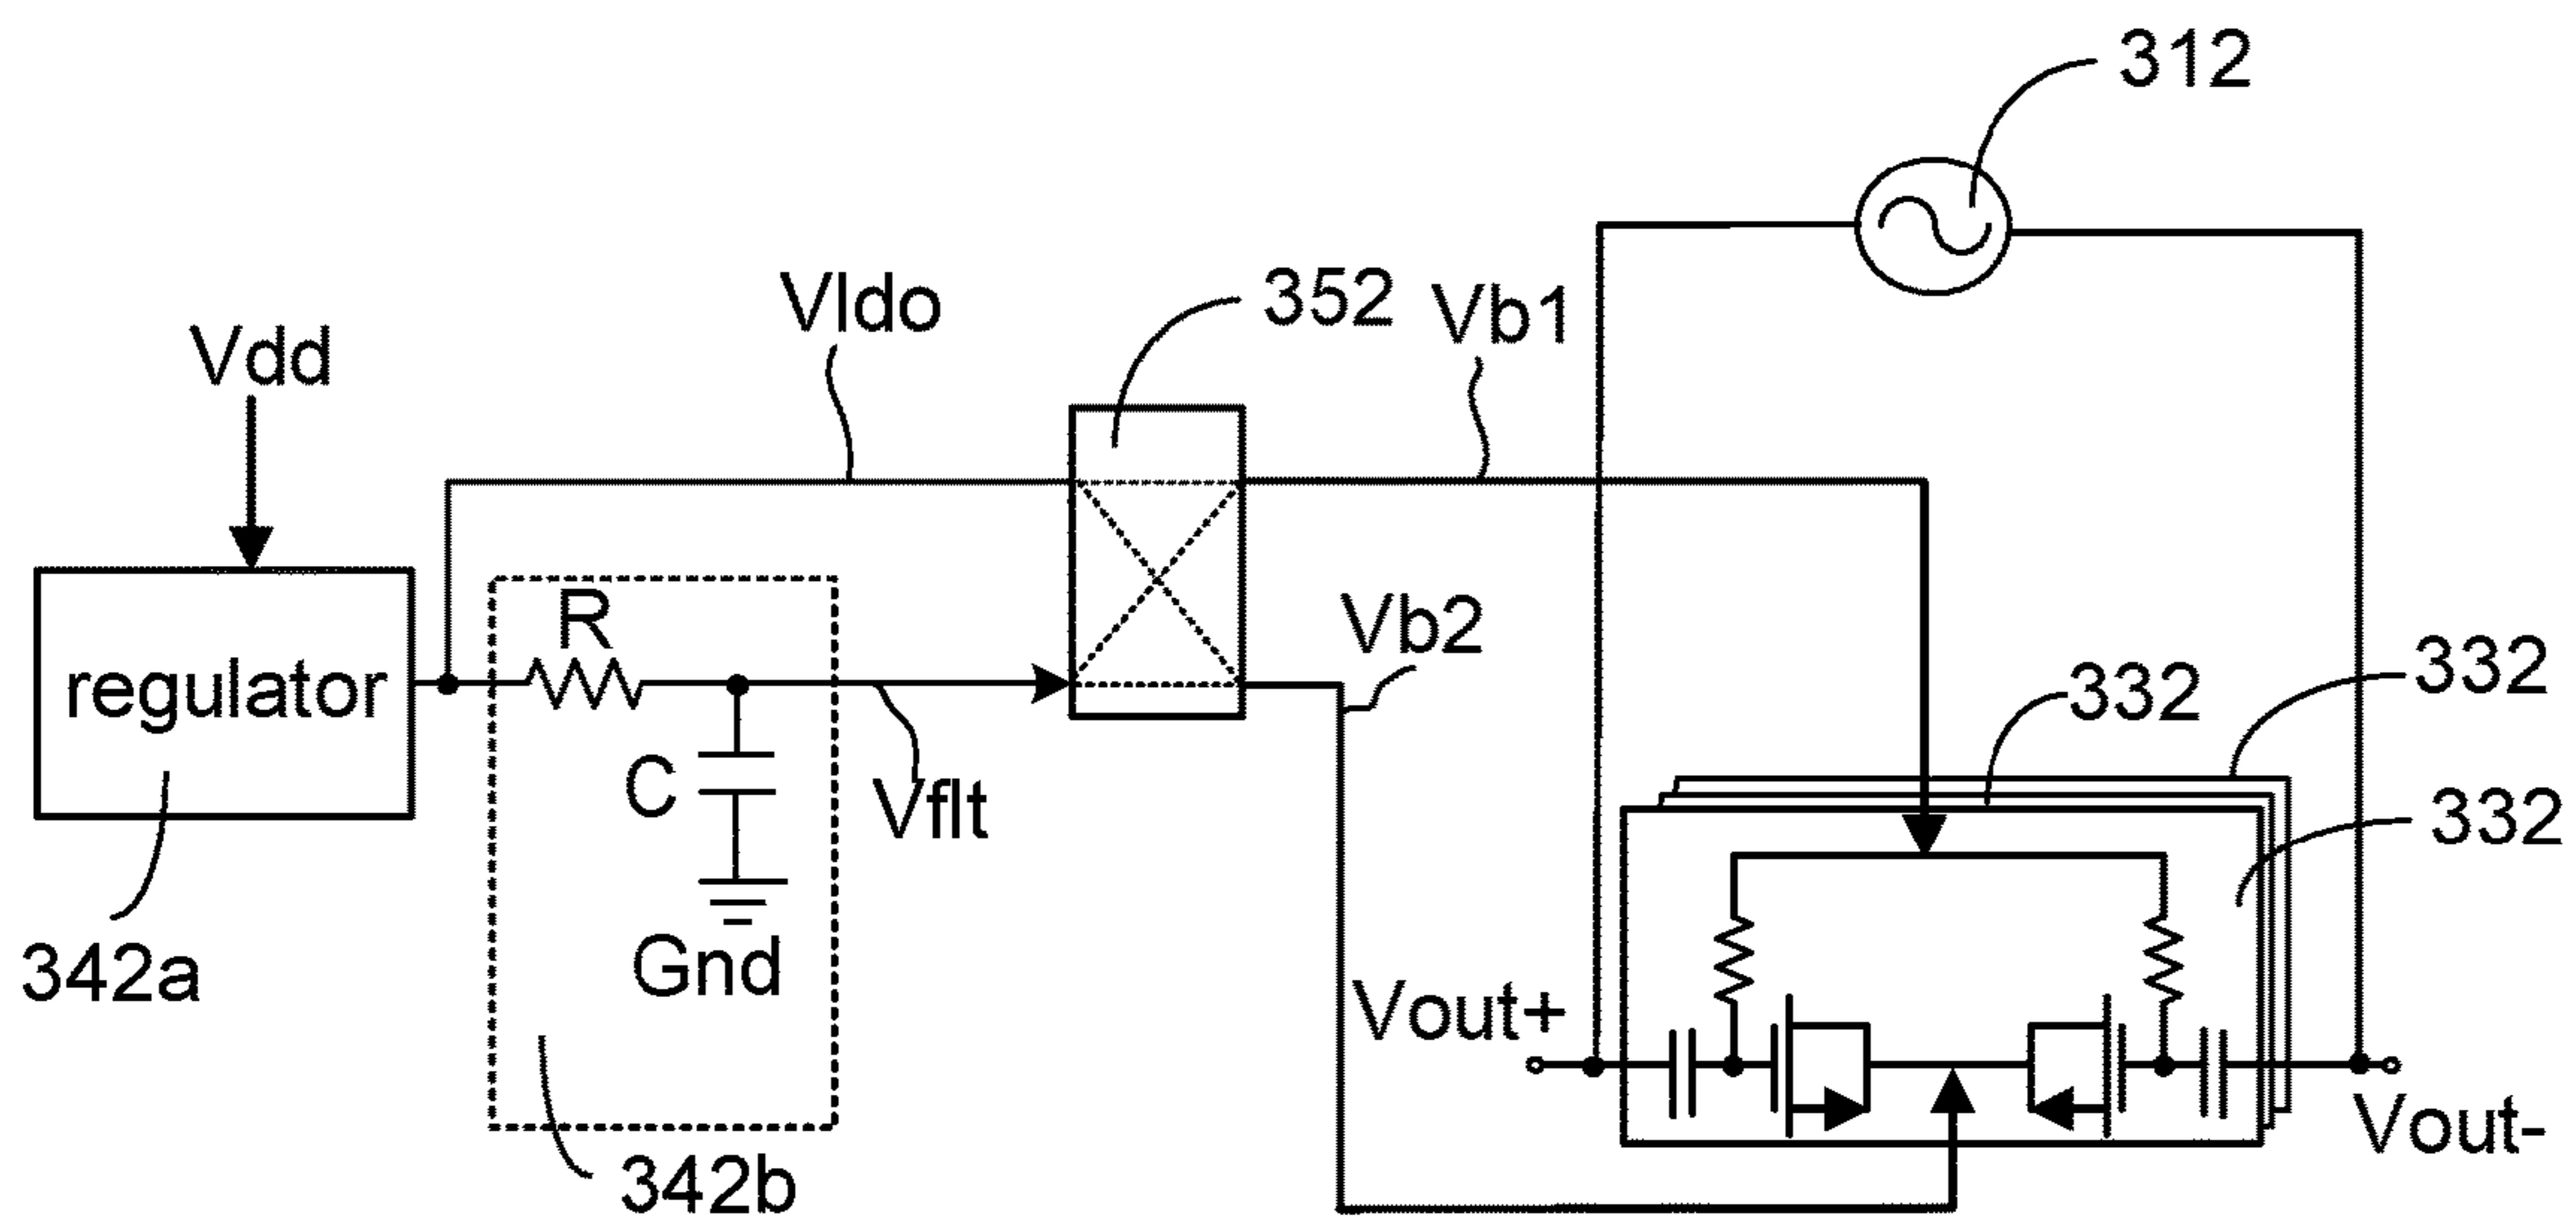 312
Vldo
352
Vb1
Vdd
R
Vb2
regulator
332
332
C
Vflt
332
342a
Gnd
Vout+
342b
Vout-